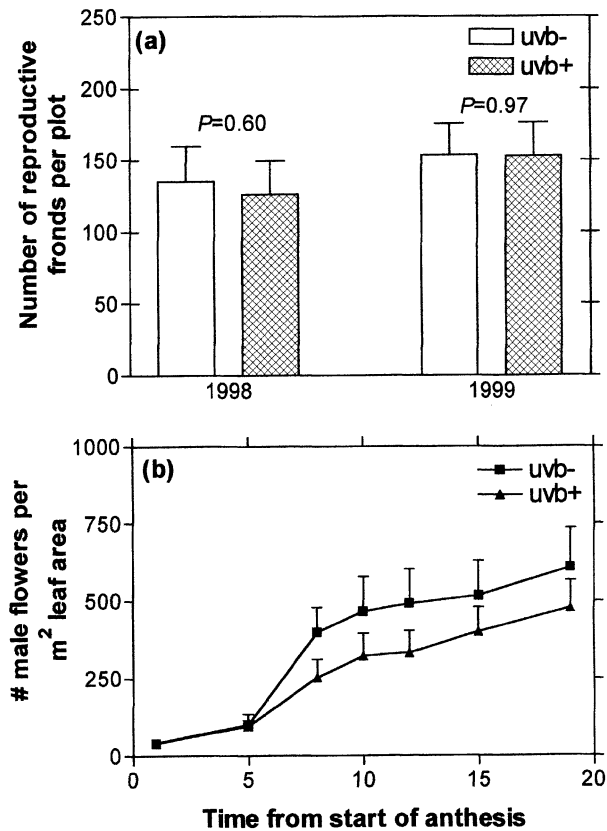 (a)
uvb-
uvb+
Number of reproductive
fronds per plot
250
200
150
100
50
0
P=0.60
P=0.97
1998
1999
(b)
uvb-
uvb+
# male flowers per
m² leaf area
1000
750
500
250
0
0
5
10
15
20
Time from start of anthesis